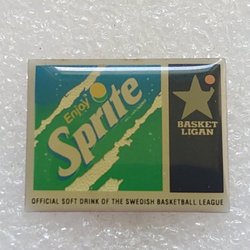 Enjoy
Sprite
BASKET
LIGAN
OFFICIAL SOFT DRINK OF THE SWEDISH BASKETBALL LEAGUE